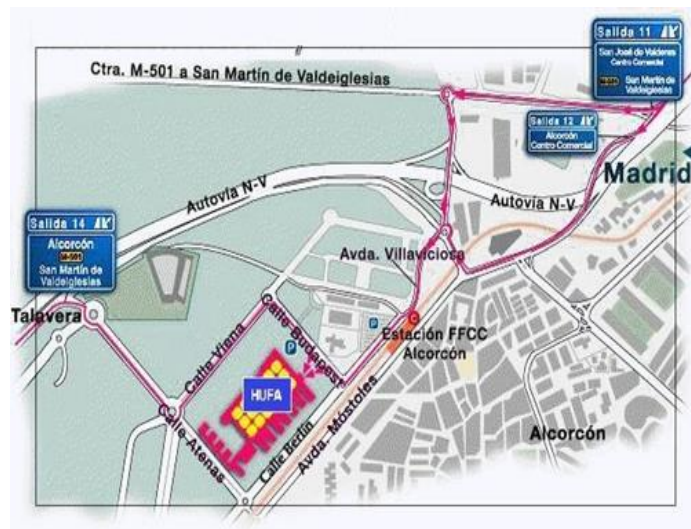 Salida 11
San José de Valderas
Centro Comercial
San Martín de
Valdeiglesias
Ctra. M-501 a San Martín de Valdeiglesias
Salida 12
Alcorcón
Centro Comercial
Madrid
Autovía N-V
Autovía N-V
Salida 14
Alcorcón
M-501
San Martín de
Valdeiglesias
Avda. Villaviciosa
Talavera
Calle Viena
Calle Budapest
P
P
C
Estación FFCC
Alcorcón
HUFA
Calle Atenas
Calle Berlín
Avda. Móstoles
Alcorcón